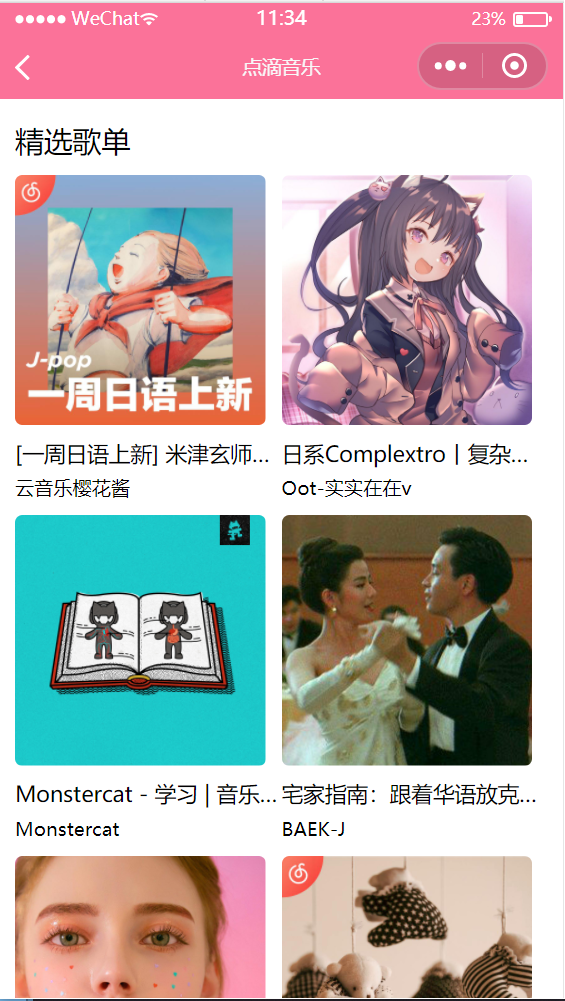 WeChat 11:34 23%
点滴音乐
精选歌单
J-pop
一周日语上新
[一周日语上新] 米津玄师...
日系Complextro丨复杂...
云音乐樱花酱
Oot-实实在在v
Monstercat - 学习 | 音乐...
宅家指南：跟着华语放克...
Monstercat
BAEK-J